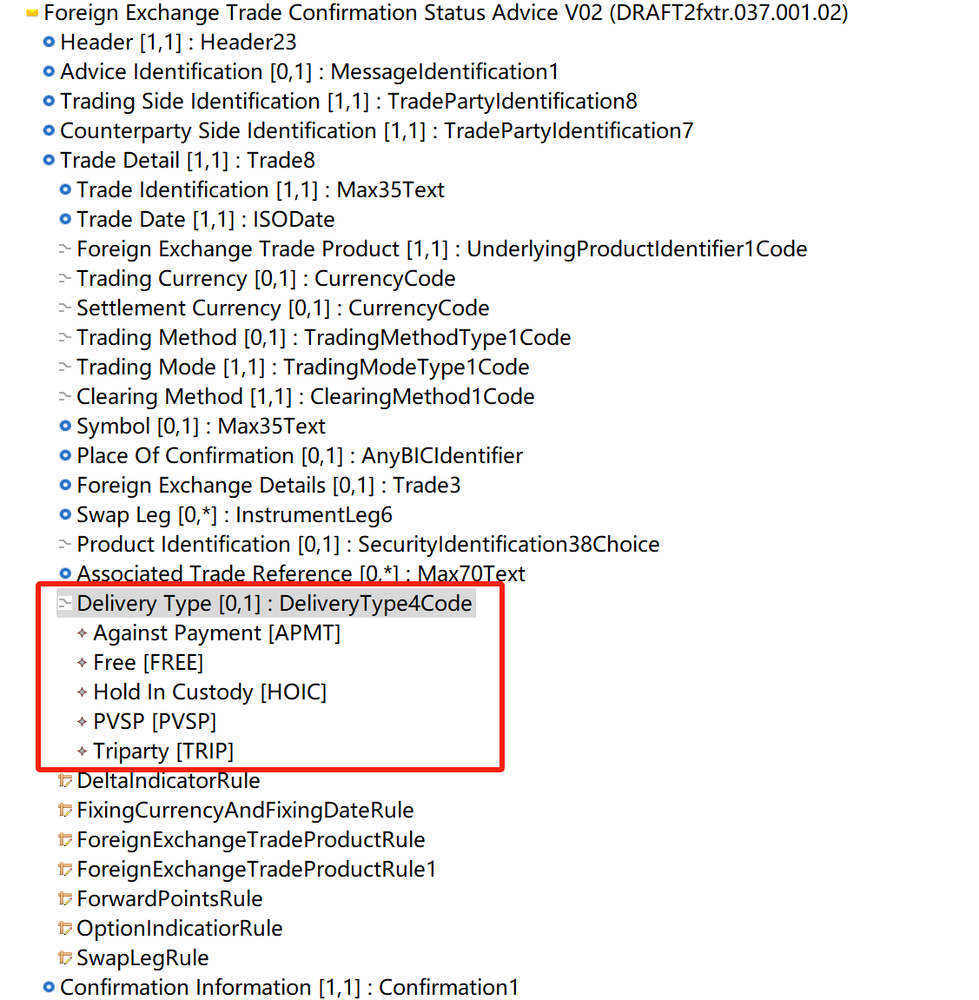 Foreign Exchange Trade Confirmation Status Advice V02 (DRAFT2fxtr.037.001.02)
Header [1,1] : Header23
Advice Identification [0,1] : MessageIdentification1
Trading Side Identification [1,1] : TradePartyIdentification8
Counterparty Side Identification [1,1] : TradePartyIdentification7
Trade Detail [1,1] : Trade8
Trade Identification [1,1] : Max35Text
Trade Date [1,1] : ISODate
Foreign Exchange Trade Product [1,1] : UnderlyingProductIdentifier1Code
Trading Currency [0,1] : CurrencyCode
Settlement Currency [0,1] : CurrencyCode
Trading Method [0,1] : TradingMethodType1Code
Trading Mode [1,1] : TradingModeType1Code
Clearing Method [1,1] : ClearingMethod1Code
Symbol [0,1] : Max35Text
Place Of Confirmation [0,1] : AnyBICIdentifier
Foreign Exchange Details [0,1] : Trade3
Swap Leg [0,*] : InstrumentLeg6
Product Identification [0,1] : SecurityIdentification38Choice
Associated Trade Reference [0,*] : Max70Text
Delivery Type [0,1] : DeliveryType4Code
Against Payment [APMT]
Free [FREE]
Hold In Custody [HOIC]
PVSP [PVSP]
Triparty [TRIP]
DeltaIndicatorRule
FixingCurrencyAndFixingDateRule
ForeignExchangeTradeProductRule
ForeignExchangeTradeProductRule1
ForwardPointsRule
OptionIndicatiorRule
SwapLegRule
Confirmation Information [1,1] : Confirmation1